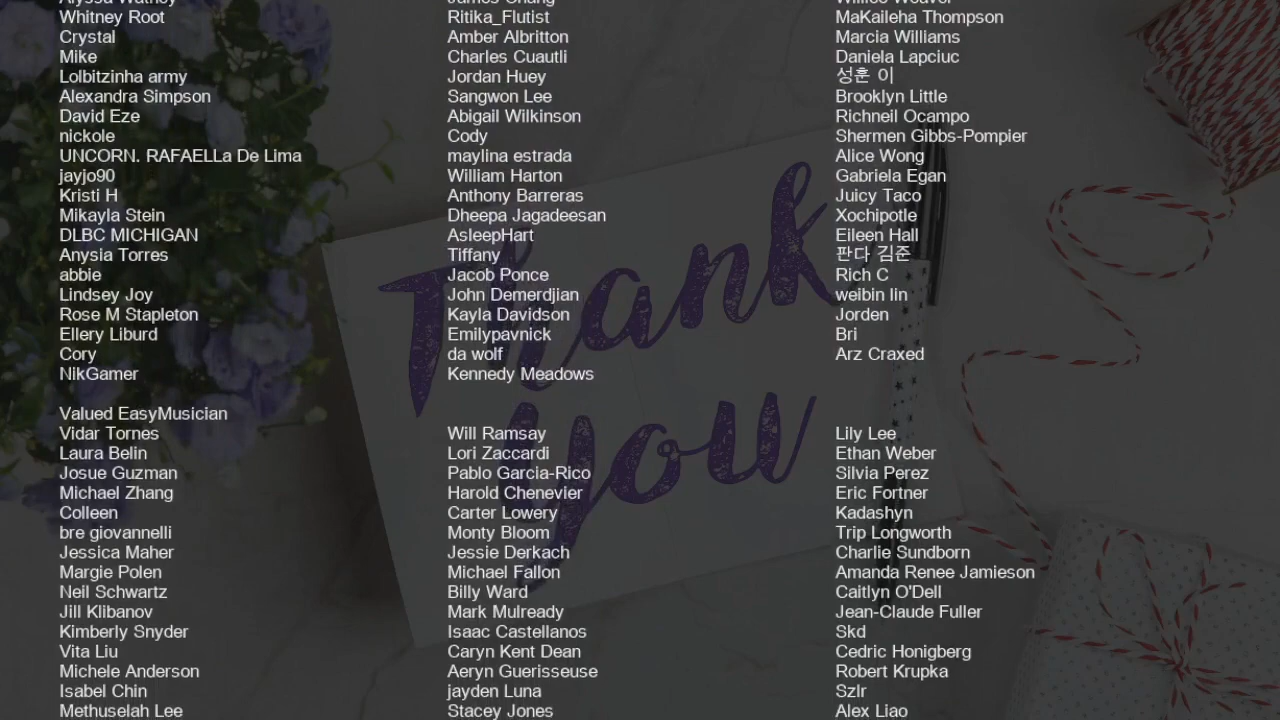 Whitney Root
Crystal
Mike
Lolbitzinha army
Alexandra Simpson
David Eze
nickole
UNCORN. RAFAELLa De Lima
jayjo90
Kristi H
Mikayla Stein
DLBC MICHIGAN
Anysia Torres
abbie
Lindsey Joy
Rose M Stapleton
Ellery Liburd
Cory
NikGamer
Ritika_Flutist
Amber Albritton
Charles Cuautli
Jordan Huey
Sangwon Lee
Abigail Wilkinson
Cody
maylina estrada
William Harton
Anthony Barreras
Dheepa Jagadeesan
AsleepHart
Tiffany
Jacob Ponce
John Demerdjian
Kayla Davidson
Emilypavnick
da wolf
Kennedy Meadows
MaKaileha Thompson
Marcia Williams
Daniela Lapciuc
성훈 이
Brooklyn Little
Richneil Ocampo
Shermen Gibbs-Pompier
Alice Wong
Gabriela Egan
Juicy Taco
Xochipotle
Eileen Hall
판다 김준
Rich C
weibin lin
Jorden
Bri
Arz Craxed
Valued EasyMusician
Vidar Tornes
Laura Belin
Josue Guzman
Michael Zhang
Colleen
bre giovannelli
Jessica Maher
Margie Polen
Neil Schwartz
Jill Klibanov
Kimberly Snyder
Vita Liu
Michele Anderson
Isabel Chin
Methuselah Lee
Will Ramsay
Lori Zaccardi
Pablo Garcia-Rico
Harold Chenevier
Carter Lowery
Monty Bloom
Jessie Derkach
Michael Fallon
Billy Ward
Mark Mulready
Isaac Castellanos
Caryn Kent Dean
Aeryn Guerisseuse
jayden Luna
Stacey Jones
Lily Lee
Ethan Weber
Silvia Perez
Eric Fortner
Kadashyn
Trip Longworth
Charlie Sundborn
Amanda Renee Jamieson
Caitlyn O'Dell
Jean-Claude Fuller
Skd
Cedric Honigberg
Robert Krupka
Alex Liao
Thank
you